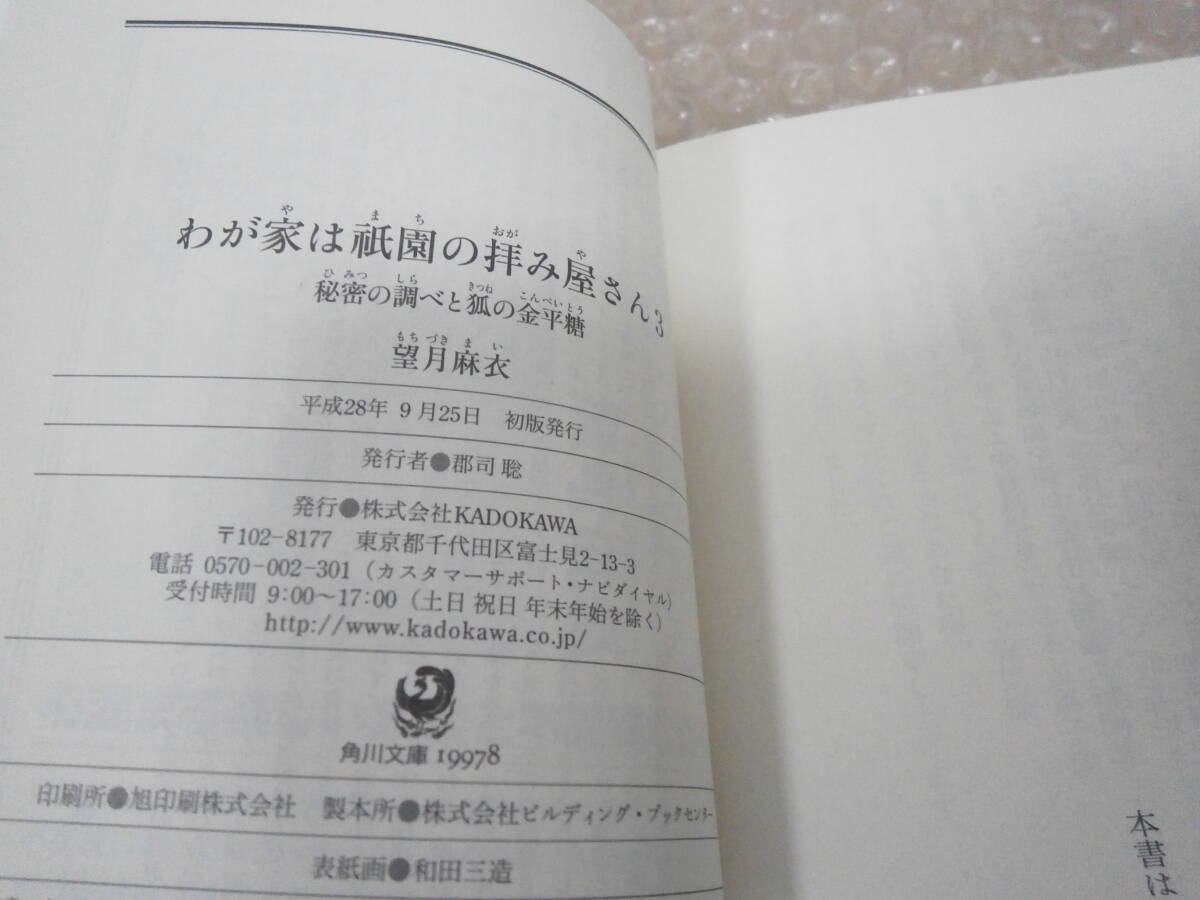 わが家は祇園の拝み屋さん3
秘密の調べと狐の金平糖
望月麻衣
平成28年 9月25日 初版発行
発行者●郡司 聡
発行●株式会社KADOKAWA
〒102-8177 東京都千代田区富士見2-13-3
電話 0570-002-301(カスタマーサポート・ナビダイヤル)
受付時間 9:00〜17:00(土日 祝日 年末年始を除く)
http://www.kadokawa.co.jp/
角川文庫 19978
印刷所●旭印刷株式会社 製本所●株式会社ビルディング・ブックセンター
表紙画●和田三造
本書は